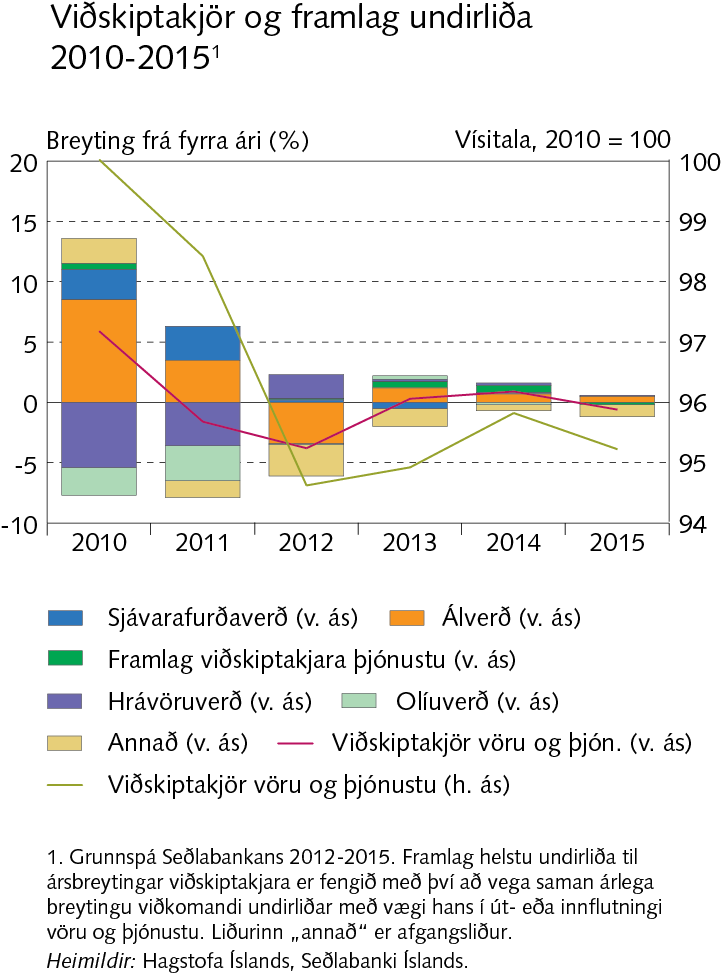 Viðskiptakjör og framlag undirliða
2010-2015¹
Breyting frá fyrra ári (%)
Vísitala, 2010 = 100
20
15
10
5
0
-5
-10
100
99
98
97
96
95
94
2010 2011 2012 2013 2014 2015
Sjávarafurðaverð (v. ás) Álverð (v. ás)
Framlag viðskiptakjara þjónustu (v. ás)
Hrávöruverð (v. ás) Olíuverð (v. ás)
Annað (v. ás) Viðskiptakjör vöru og þjón. (v. ás)
Viðskiptakjör vöru og þjónustu (h. ás)
1. Grunnspá Seðlabankans 2012-2015. Framlag helstu undirliða til
ársbreytingar viðskiptakjara er fengið með því að vega saman árlega
breytingu viðkomandi undirliðar með vægi hans í út- eða innflutningi
vöru og þjónustu. Liðurinn „annað“ er afgangsliður.
Heimildir: Hagstofa Íslands, Seðlabanki Íslands.